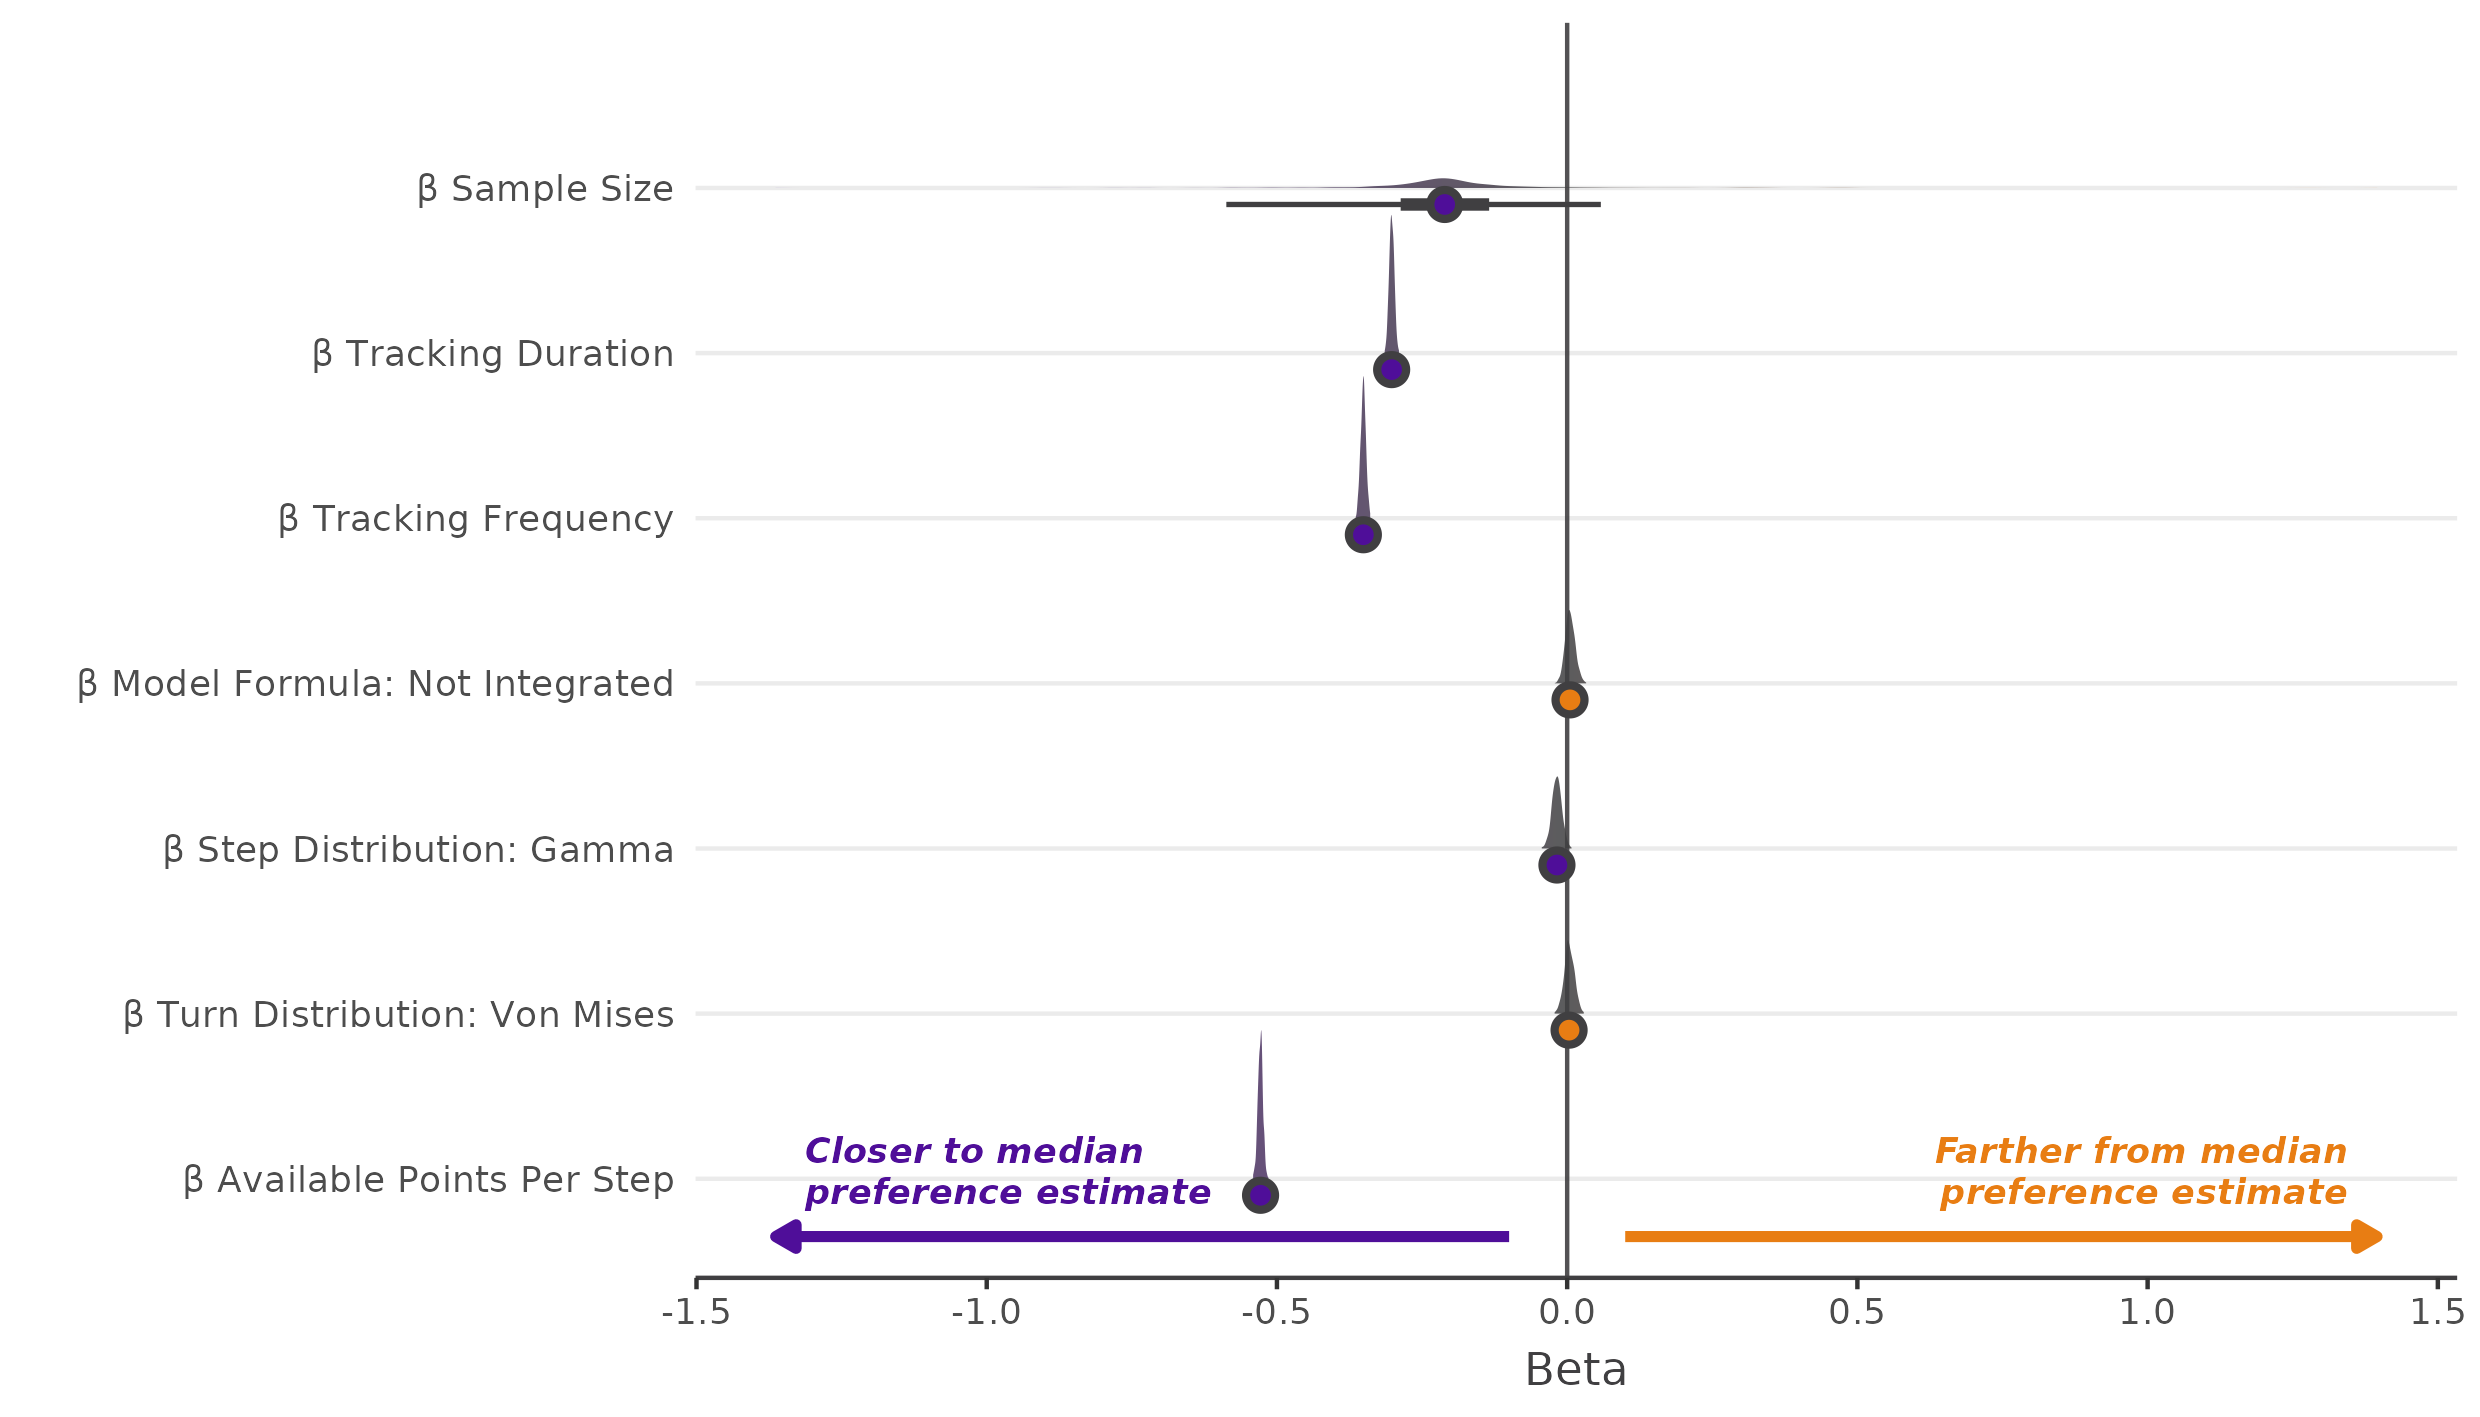 β Sample Size
β Tracking Duration
β Tracking Frequency
β Model Formula: Not Integrated
β Step Distribution: Gamma
β Turn Distribution: Von Mises
β Available Points Per Step
Closer to median
preference estimate
Farther from median
preference estimate
-1.5 -1.0 -0.5 0.0 0.5 1.0 1.5
Beta